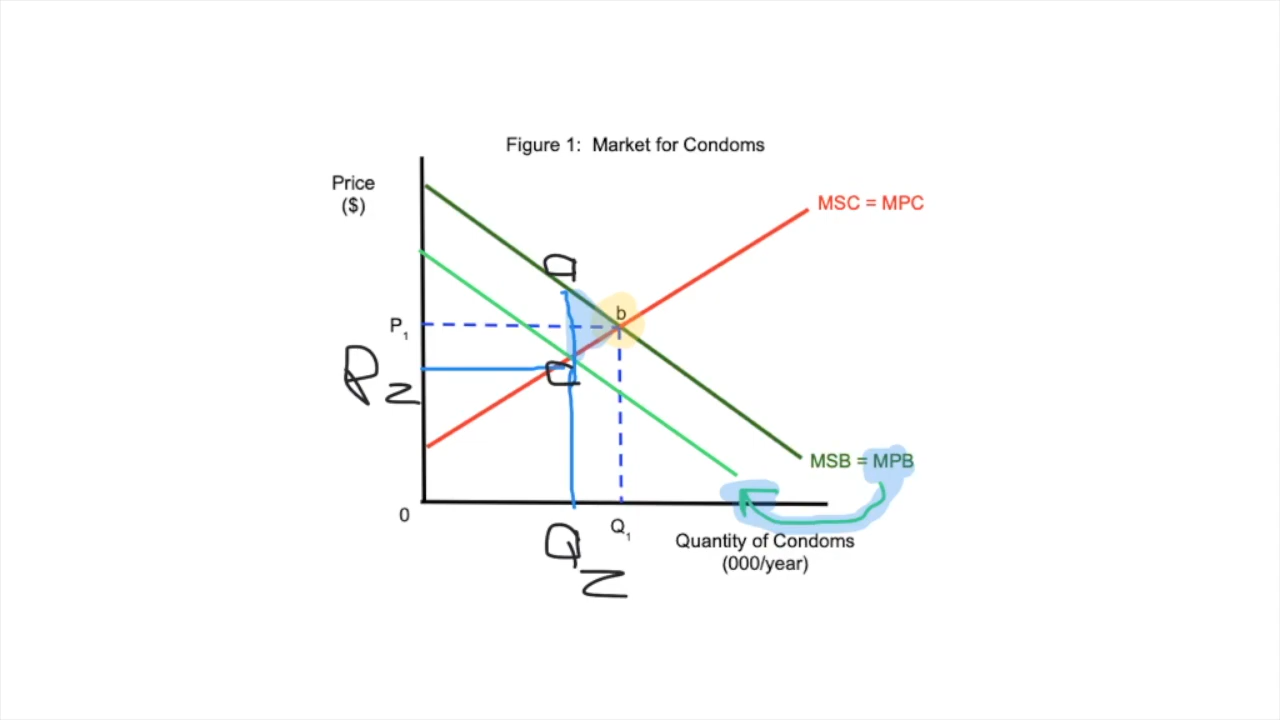 Figure 1: Market for Condoms
Price
($)
MSC = MPC
a
b
P₁
P₂
a
MSB = MPB
0
Q₁
Q₂
Quantity of Condoms
(000/year)